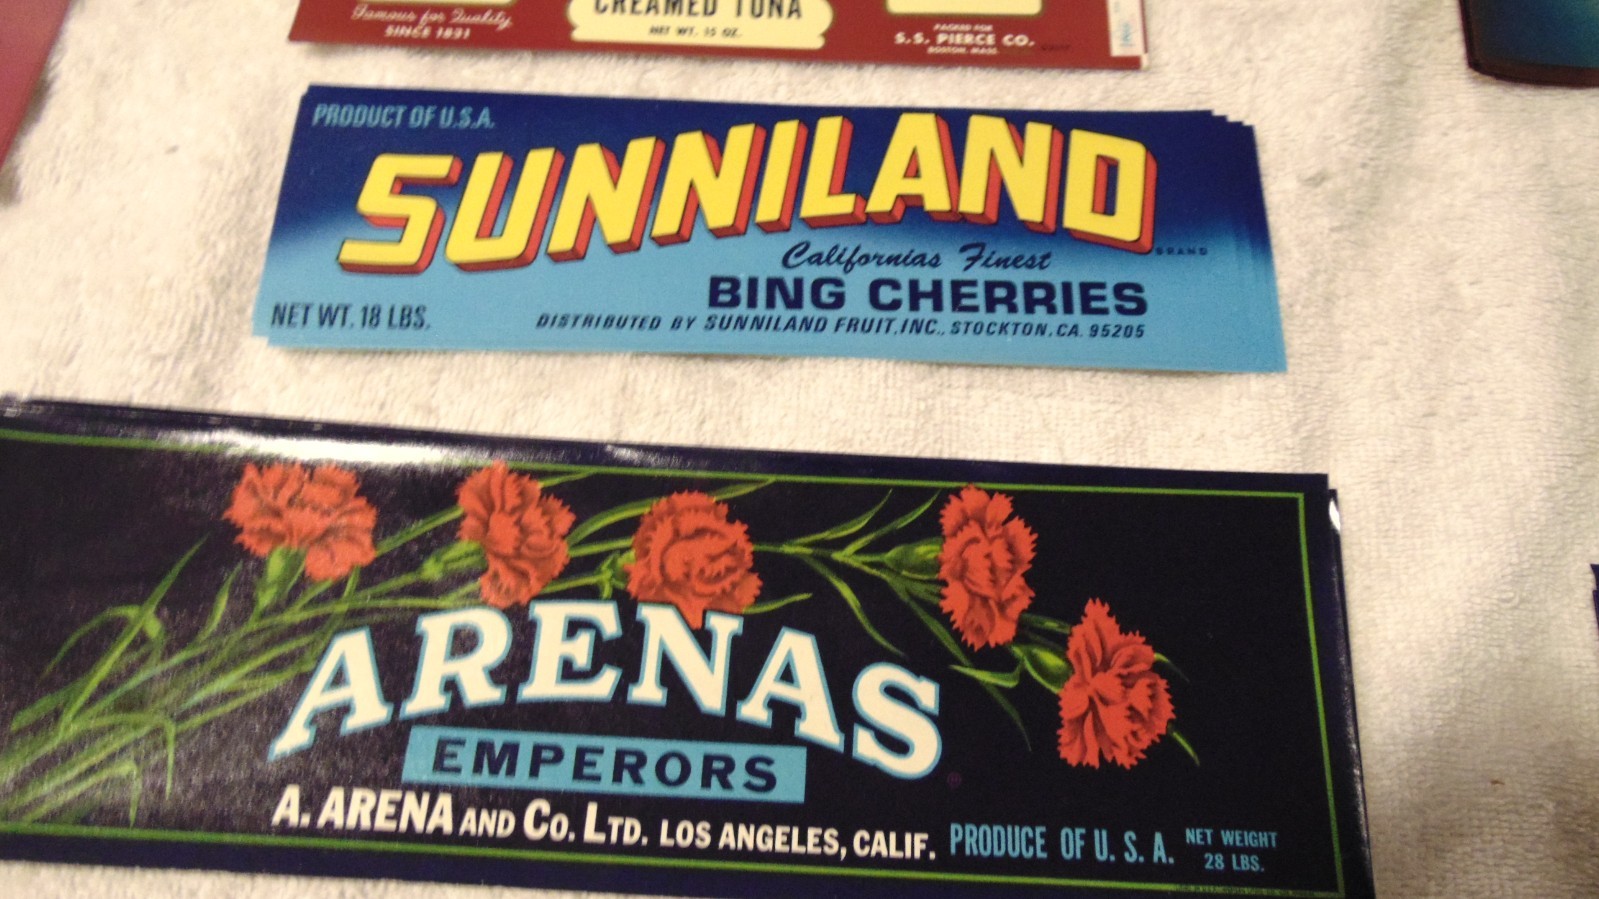 Famous for Quality
SINCE 1831
CREAMED TUNA
NET WT. 15 OZ.
PACKED FOR
S.S. PIERCE CO.
BOSTON, MASS.
PRODUCT OF U.S.A.
SUNNILAND
BRAND
Californias Finest
BING CHERRIES
NET WT. 18 LBS.
DISTRIBUTED BY SUNNILAND FRUIT, INC., STOCKTON, CA. 95205
ARENAS
EMPERORS
A. ARENA AND CO. LTD. LOS ANGELES, CALIF.
PRODUCE OF U. S. A.
NET WEIGHT
28 LBS.